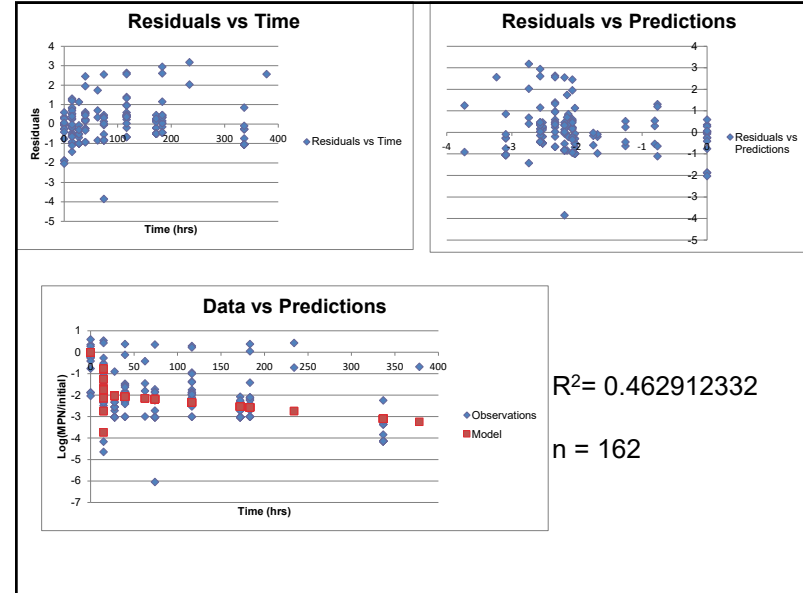 Residuals vs Time
4
3
2
1
0
-1
-2
-3
-4
-5
0 100 200 300 400
Residuals
Time (hrs)
Residuals vs Time
Residuals vs Predictions
4
3
2
1
0
-1
-2
-3
-4
-5
-4 -3 -2 -1 0
Residuals vs
Predictions
Data vs Predictions
1
0
-1
-2
-3
-4
-5
-6
-7
0 50 100 150 200 250 300 350 400
Log(MPN/initial)
Time (hrs)
Observations
Model
R²= 0.462912332
n = 162